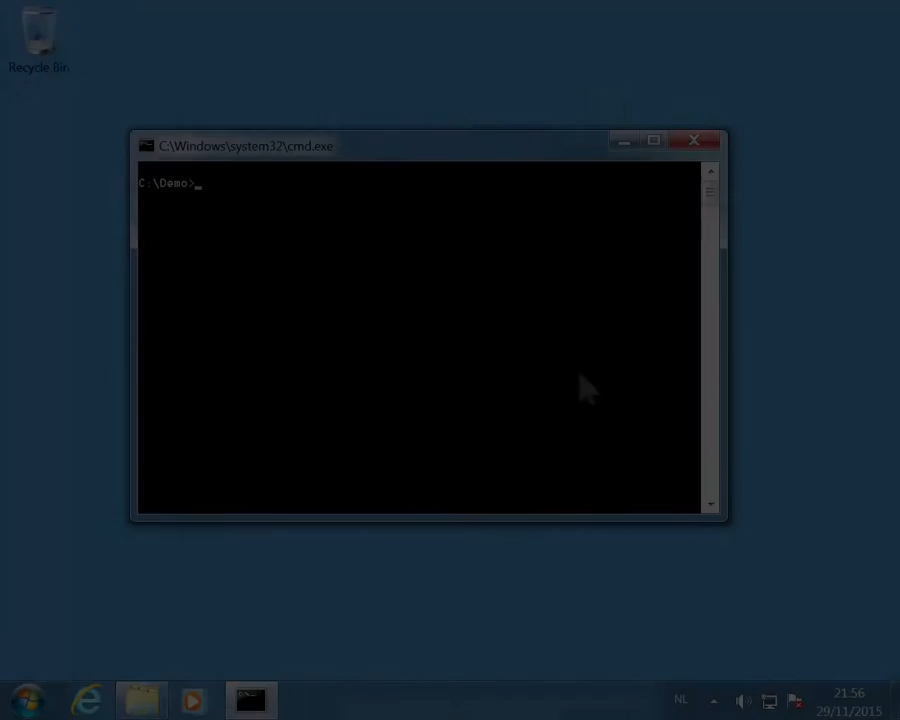 Recycle Bin
C:\Windows\system32\cmd.exe
C:\Demo>_
NL
21:56
29/11/2015